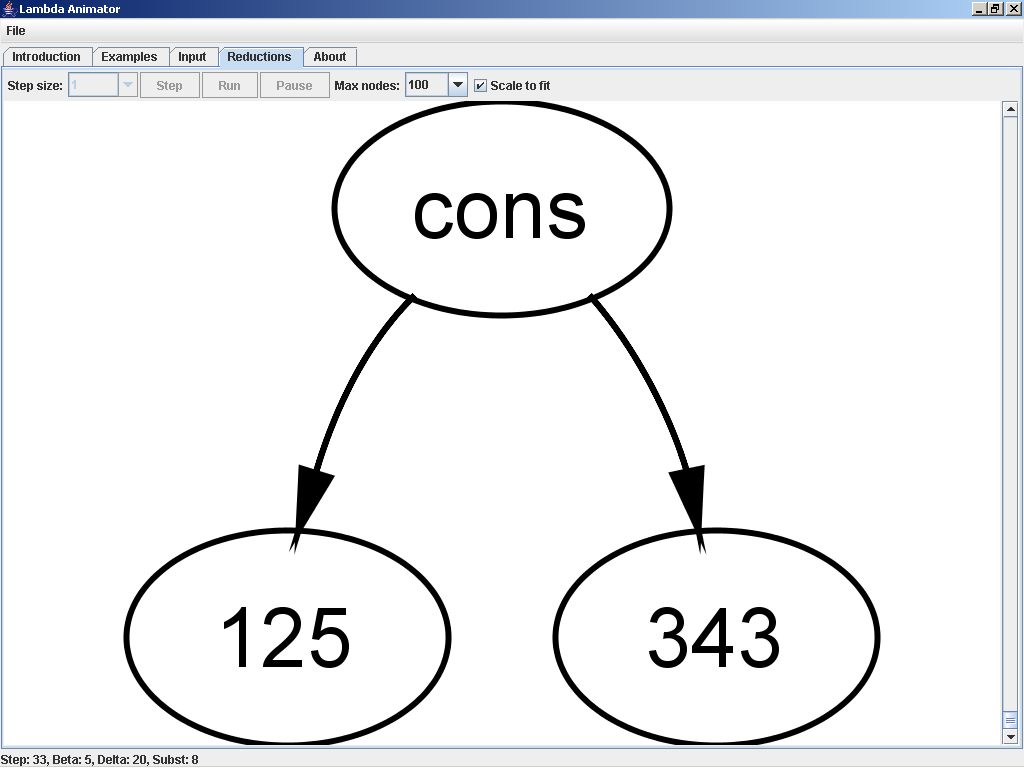 Lambda Animator
File
Introduction Examples Input Reductions About
Step size: 1 Step Run Pause Max nodes: 100 Scale to fit
cons
125 343
Step: 33, Beta: 5, Delta: 20, Subst: 8